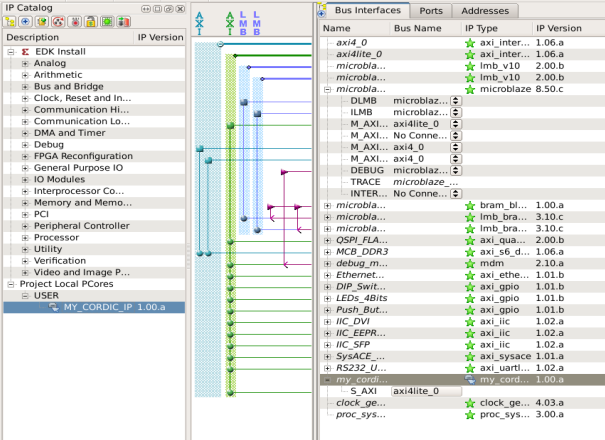 IP Catalog
Description IP Version
EDK Install
Analog
Arithmetic
Bus and Bridge
Clock, Reset and In...
Communication Hi...
Communication Lo...
DMA and Timer
Debug
FPGA Reconfiguration
General Purpose IO
IO Modules
Interprocessor Co...
Memory and Memo...
PCI
Peripheral Controller
Processor
Utility
Verification
Video and Image P...
Project Local PCores
USER
MY_CORDIC_IP 1.00.a
AXI
AXI
LMB
LMB
Bus Interfaces Ports Addresses
Name Bus Name IP Type IP Version
axi4_0 axi_inter... 1.06.a
axi4lite_0 axi_inter... 1.06.a
microbla... lmb_v10 2.00.b
microbla... lmb_v10 2.00.b
microbla... microblaze 8.50.c
DLMB microblaz...
ILMB microblaz...
M_AXI... axi4lite_0
M_AXI... No Conne...
M_AXI... axi4_0
M_AXI... axi4_0
DEBUG microblaz...
TRACE microblaze_...
INTER... No Conne...
microbla... bram_bl... 1.00.a
microbla... lmb_bra... 3.10.c
microbla... lmb_bra... 3.10.c
QSPI_FLA... axi_qua... 2.00.b
MCB_DDR3 axi_s6_d... 1.06.a
debug_m... mdm 2.10.a
Ethernet... axi_ethe... 1.01.b
DIP_Swit... axi_gpio 1.01.b
LEDs_4Bits axi_gpio 1.01.b
Push_But... axi_gpio 1.01.b
IIC_DVI axi_iic 1.02.a
IIC_EEPR... axi_iic 1.02.a
IIC_SFP axi_iic 1.02.a
SysACE_... axi_sysace 1.01.a
RS232_U... axi_uartl... 1.02.a
my_cordi... my_cord... 1.00.a
S_AXI axi4lite_0
clock_ge... clock_ge... 4.03.a
proc_sys... proc_sys... 3.00.a